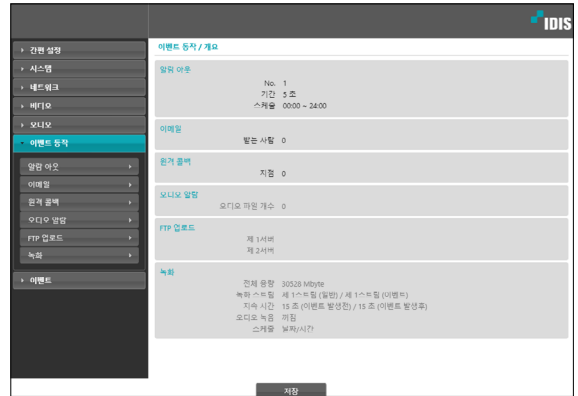 IDIS
간편 설정
시스템
네트워크
비디오
오디오
이벤트 동작
알람 아웃
이메일
원격 콜백
오디오 알람
FTP 업로드
녹화
이벤트
이벤트 동작 / 개요
알람 아웃
No. 1
기간 5 초
스케줄 00:00 ~ 24:00
이메일
받는 사람 0
원격 콜백
지점 0
오디오 알람
오디오 파일 개수 0
FTP 업로드
제 1서버
제 2서버
녹화
전체 용량 30528 Mbyte
녹화 스트림 제 1스트림 (일반) / 제 1스트림 (이벤트)
지속 시간 15 초 (이벤트 발생전) / 15 초 (이벤트 발생후)
오디오 녹음 꺼짐
스케줄 날짜/시간
저장